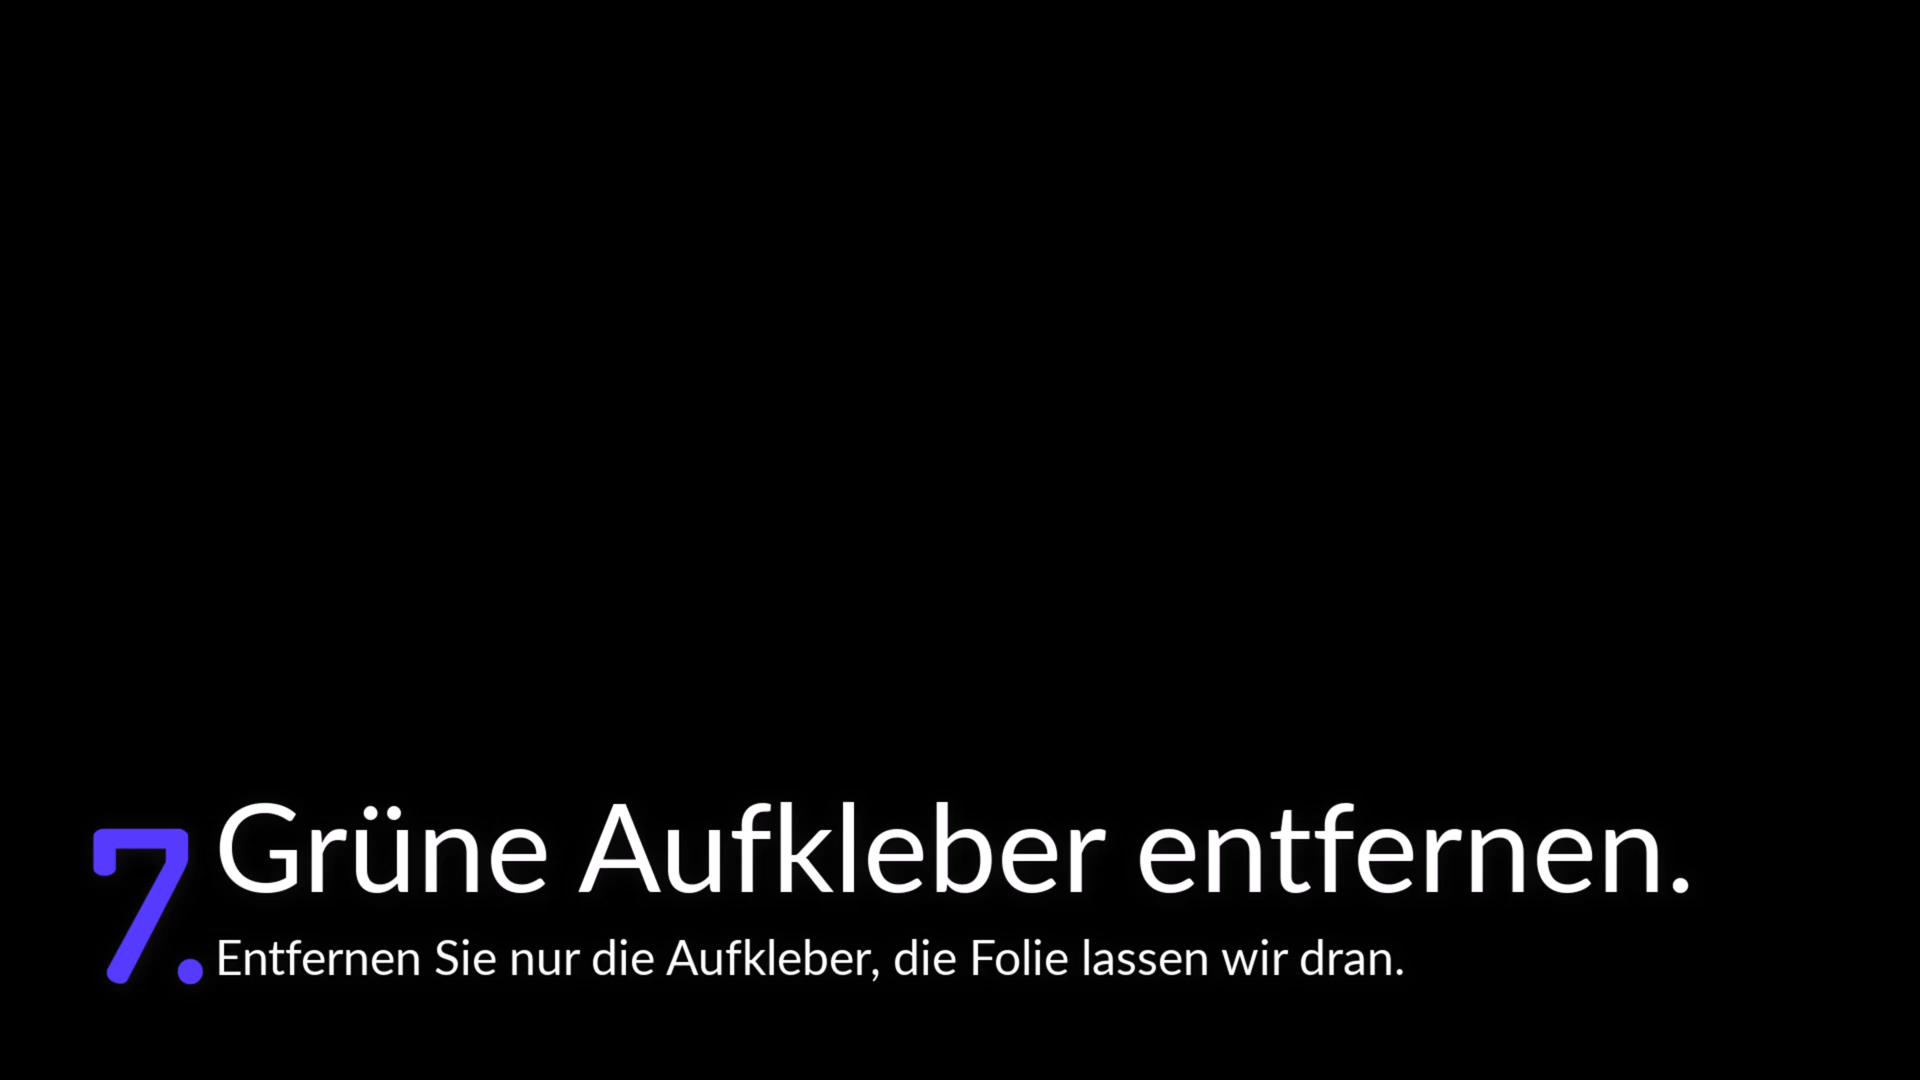 7. Grüne Aufkleber entfernen.
Entfernen Sie nur die Aufkleber, die Folie lassen wir dran.